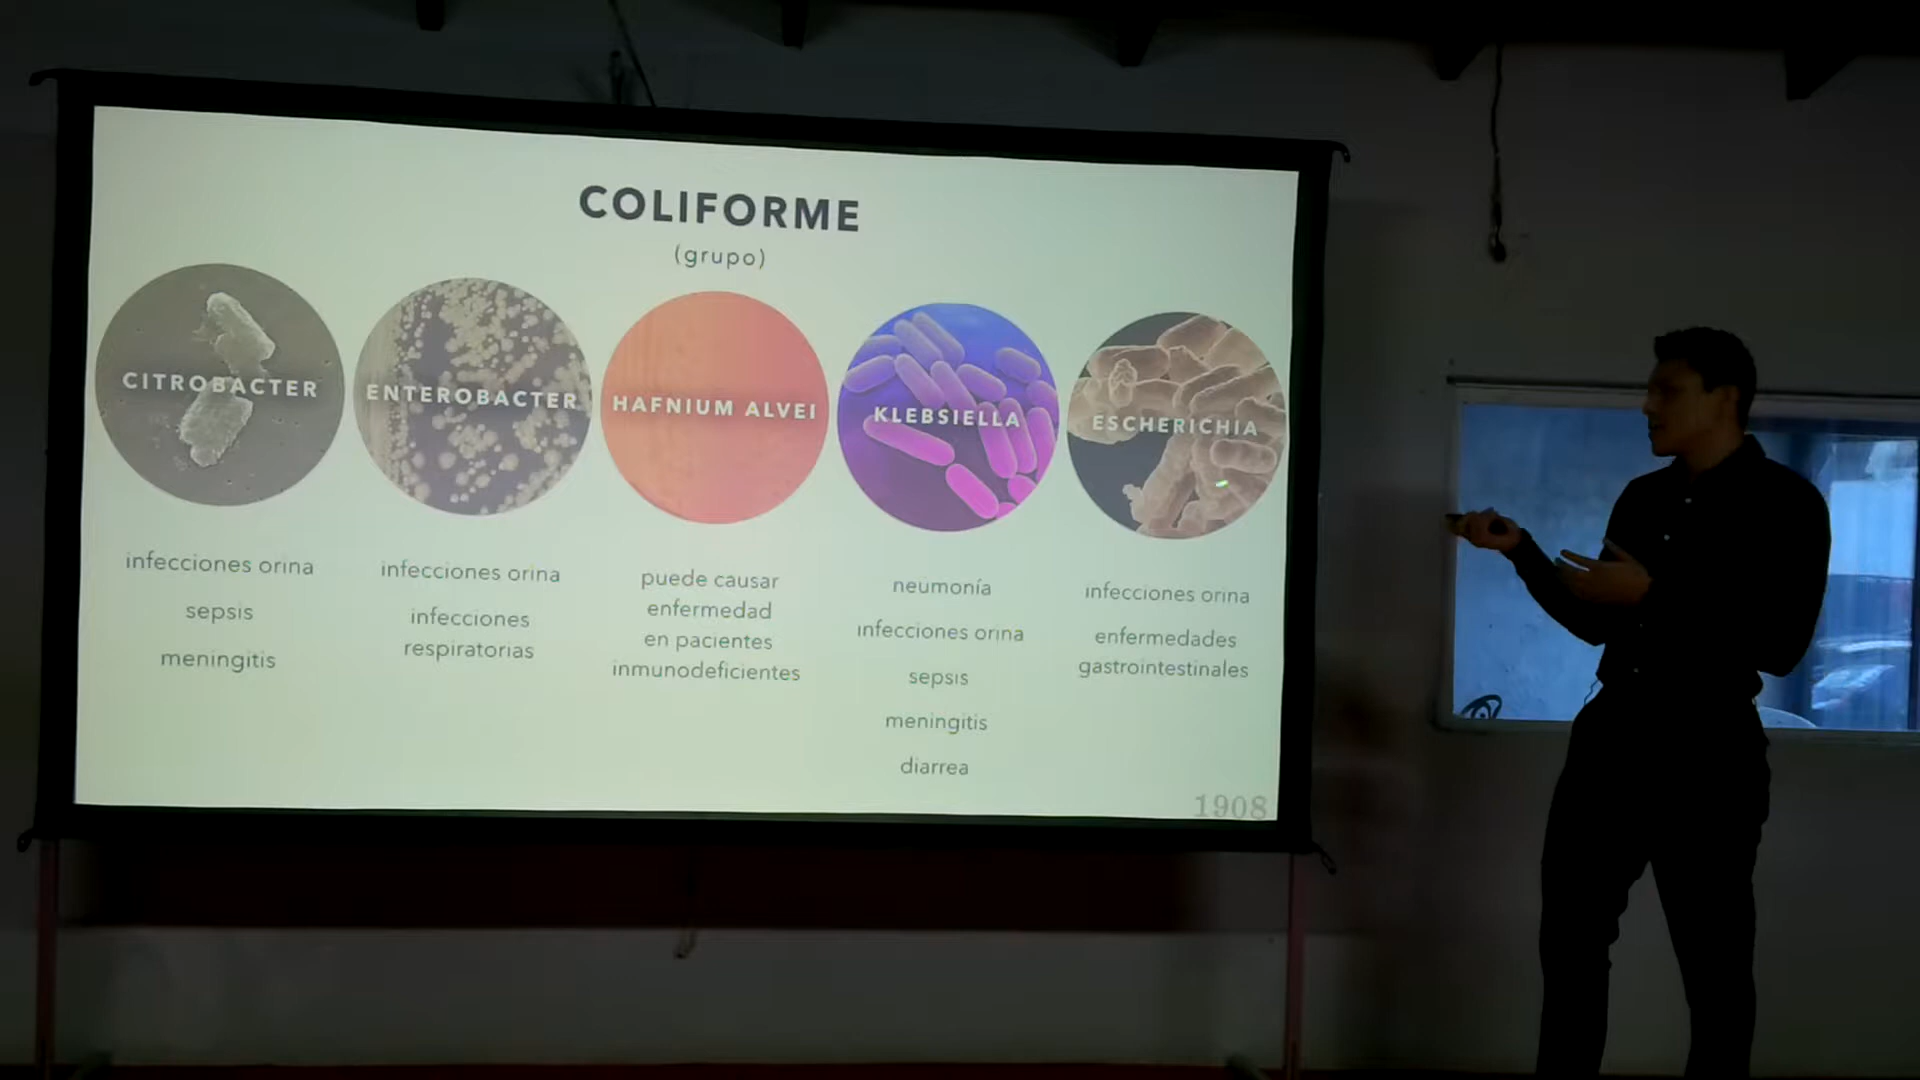 COLIFORME
(grupo)
CITROBACTER
infecciones orina
sepsis
meningitis
ENTEROBACTER
infecciones orina
infecciones
respiratorias
HAFNIUM ALVEI
puede causar
enfermedad
en pacientes
inmunodeficientes
KLEBSIELLA
neumonía
infecciones orina
sepsis
meningitis
diarrea
ESCHERICHIA
infecciones orina
enfermedades
gastrointestinales
1908